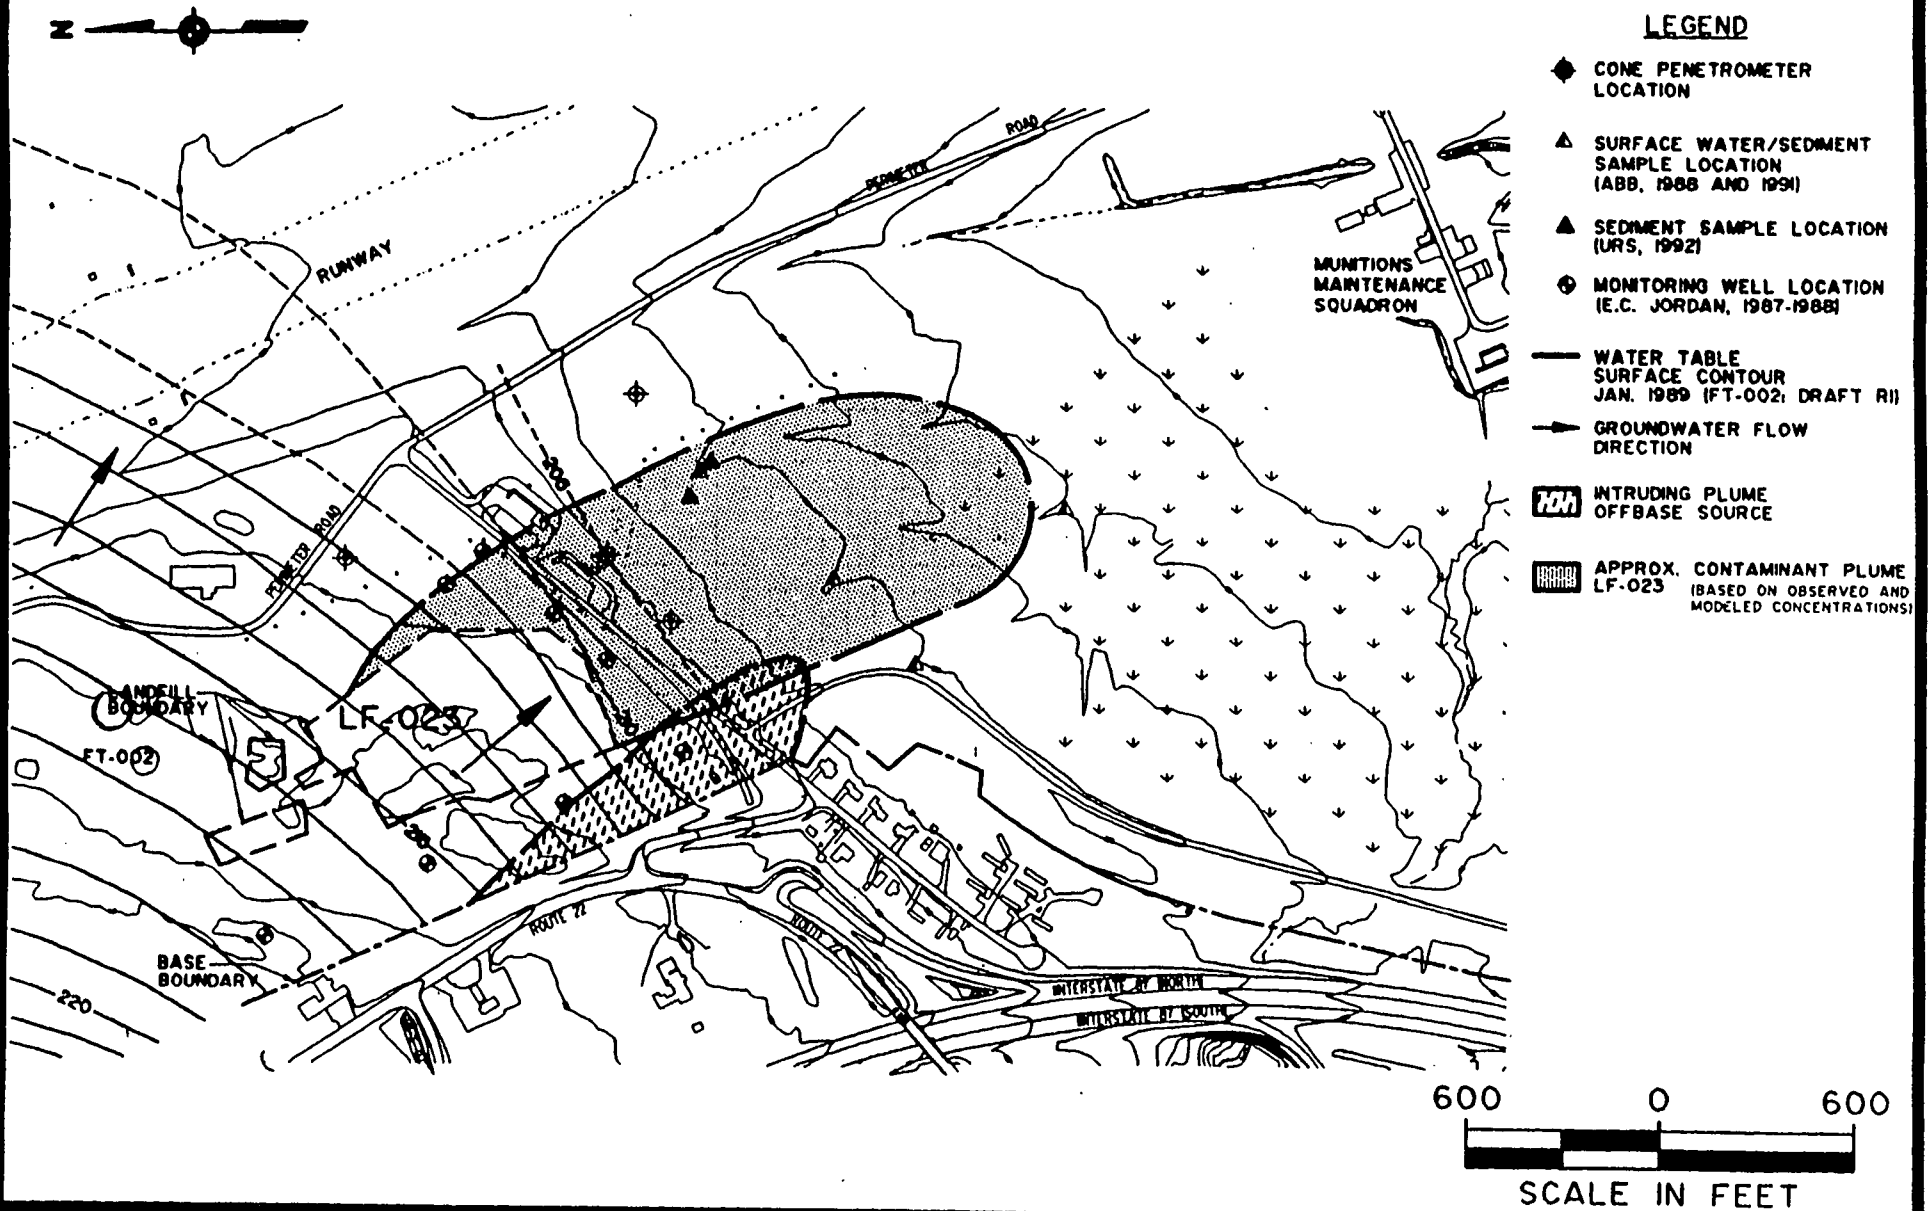 N
LEGEND
CONE PENETROMETER
LOCATION
SURFACE WATER/SEDIMENT
SAMPLE LOCATION
(ABB, 1988 AND 1991)
SEDIMENT SAMPLE LOCATION
(URS, 1992)
MONITORING WELL LOCATION
(E.C. JORDAN, 1987-1988)
WATER TABLE
SURFACE CONTOUR
JAN. 1989 (FT-002: DRAFT RI)
GROUNDWATER FLOW
DIRECTION
INTRUDING PLUME
OFFBASE SOURCE
APPROX. CONTAMINANT PLUME
LF-023 (BASED ON OBSERVED AND
MODELED CONCENTRATIONS)
ROAD
PERIMETER
RUNWAY
MUNITIONS
MAINTENANCE
SQUADRON
206
PERIMETER ROAD
LANDFILL
BOUNDARY
LF-023
FT-002
ROUTE 22
ROUTE 22
BASE
BOUNDARY
220
INTERSTATE 87 (NORTH)
INTERSTATE 87 (SOUTH)
600 0 600
SCALE IN FEET